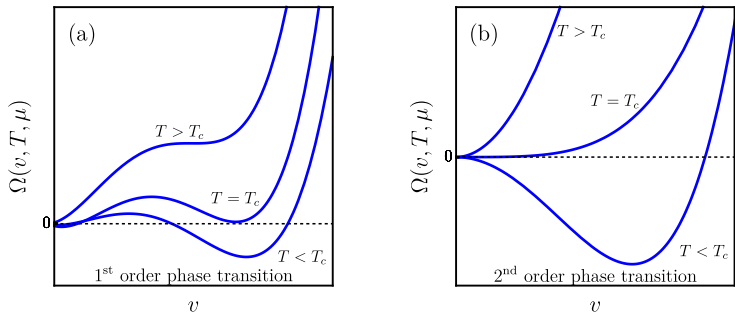 (a)
Ω(v, T, μ)
T > T_c
T = T_c
0
T < T_c
1st order phase transition
v
(b)
Ω(v, T, μ)
T > T_c
T = T_c
0
T < T_c
2nd order phase transition
v